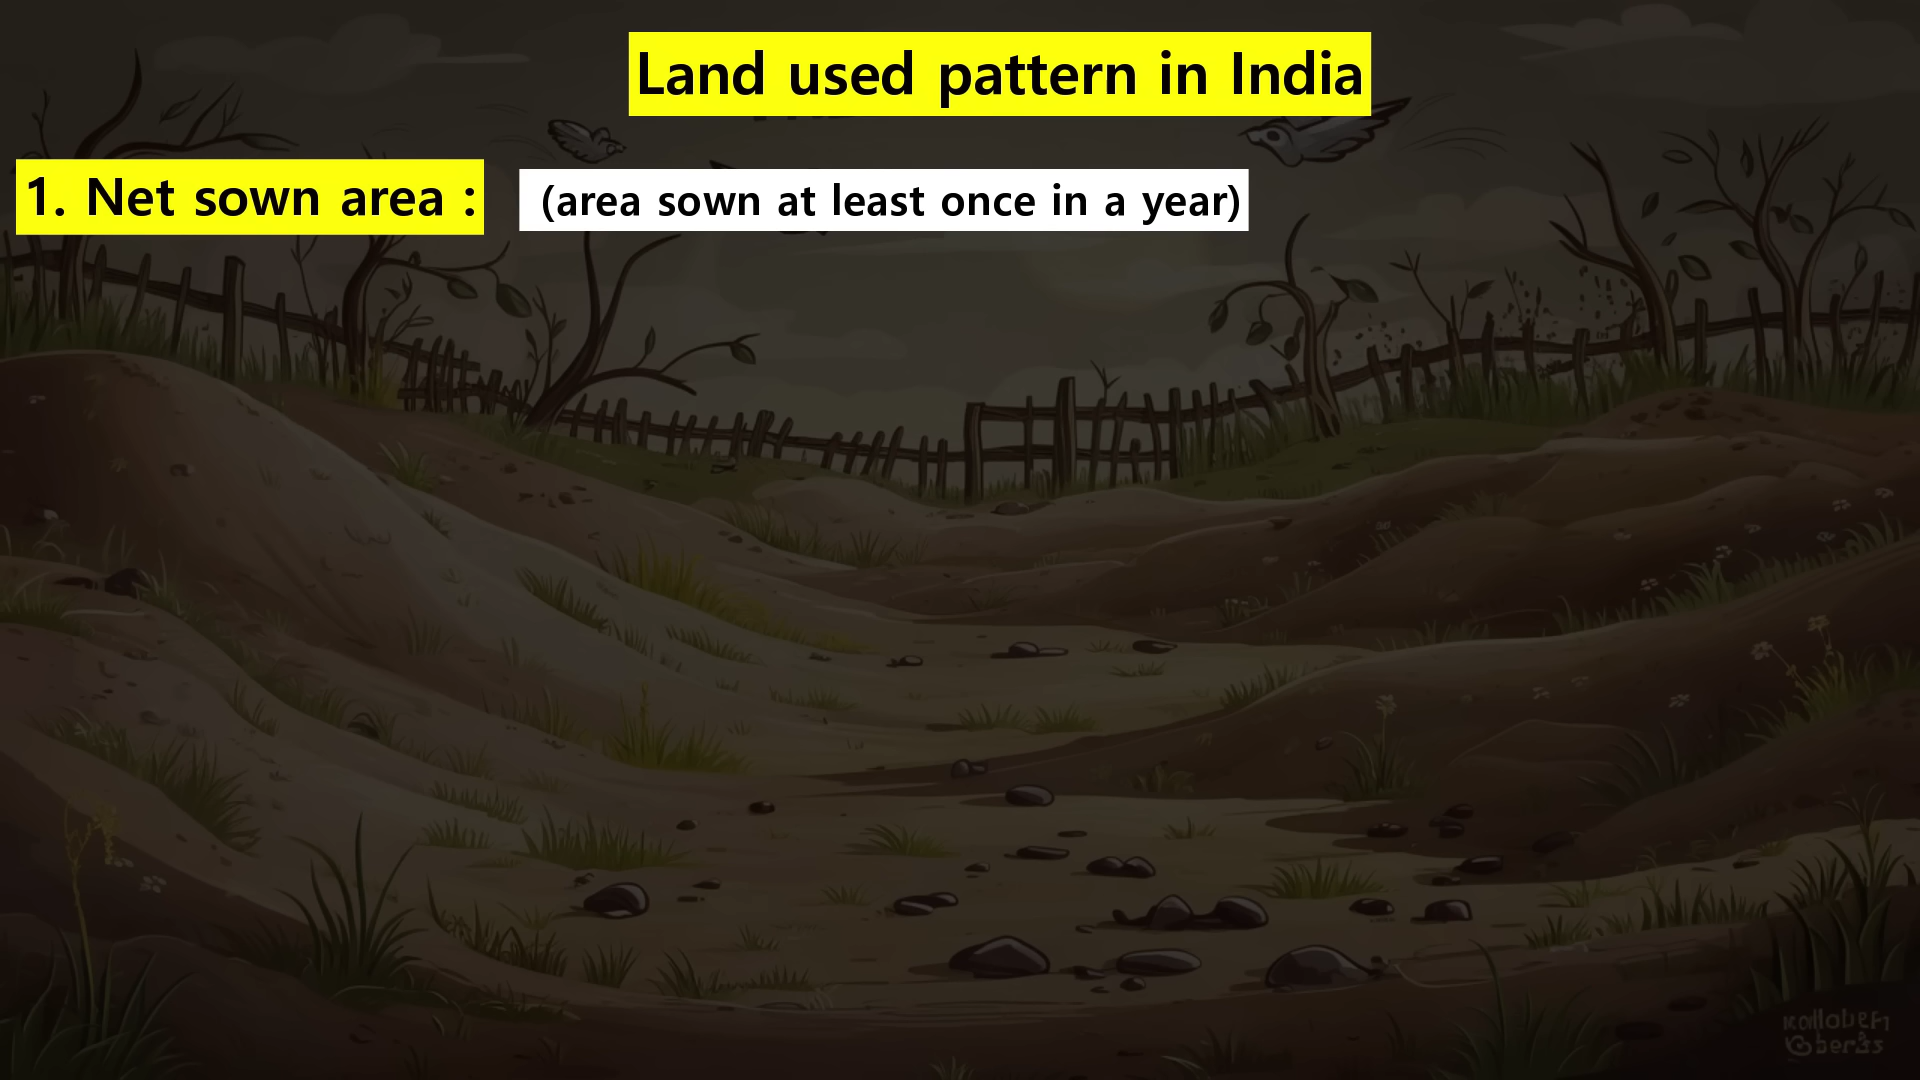 Land used pattern in India
1. Net sown area :
(area sown at least once in a year)